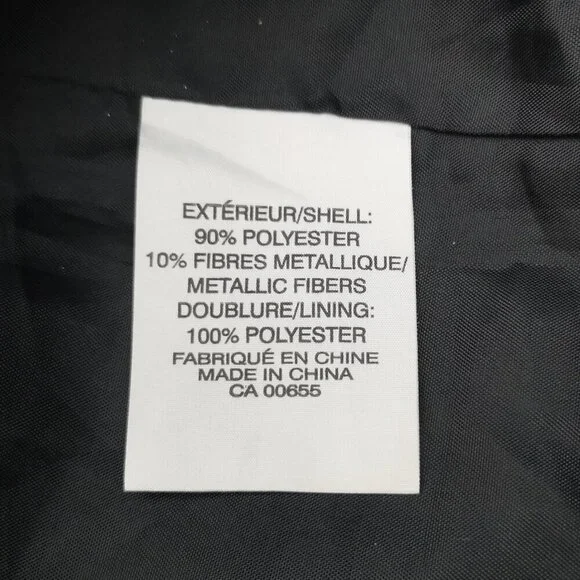 EXTÉRIEUR/SHELL:
90% POLYESTER
10% FIBRES METALLIQUE/
METALLIC FIBERS
DOUBLURE/LINING:
100% POLYESTER
FABRIQUÉ EN CHINE
MADE IN CHINA
CA 00655